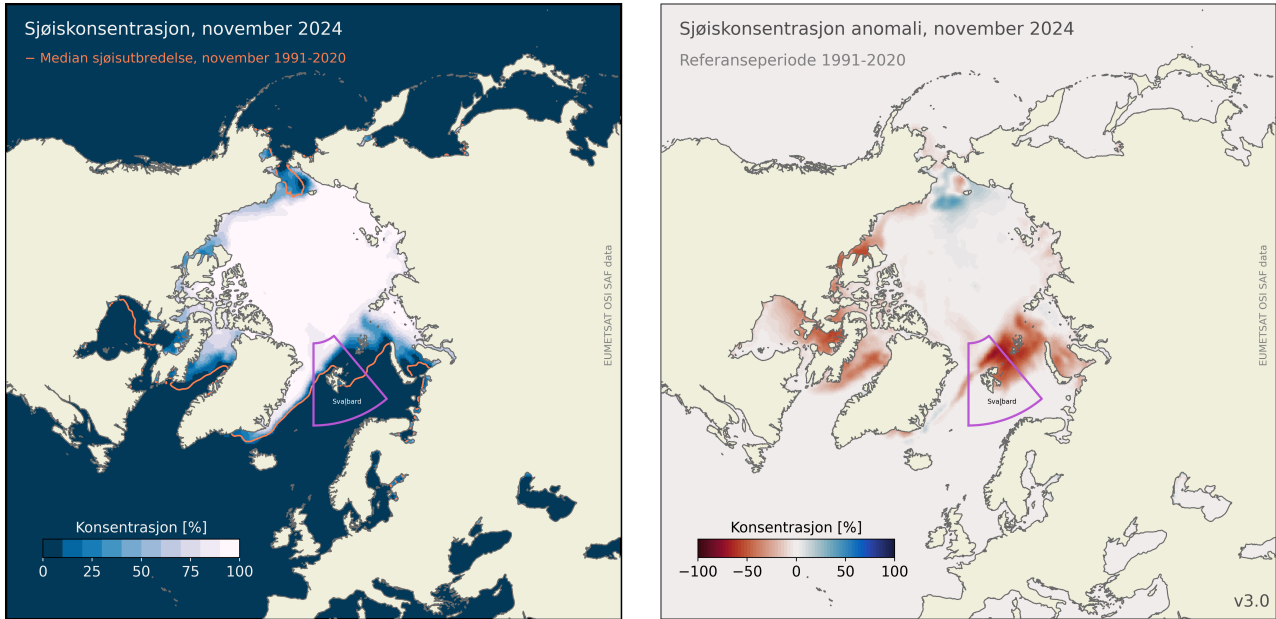 Sjøiskonsentrasjon, november 2024
− Median sjøisutbredelse, november 1991-2020
EUMETSAT OSI SAF data
Svalbard
Konsentrasjon [%]
0 25 50 75 100
Sjøiskonsentrasjon anomali, november 2024
Referanseperiode 1991-2020
EUMETSAT OSI SAF data
Svalbard
Konsentrasjon [%]
−100 −50 0 50 100
v3.0